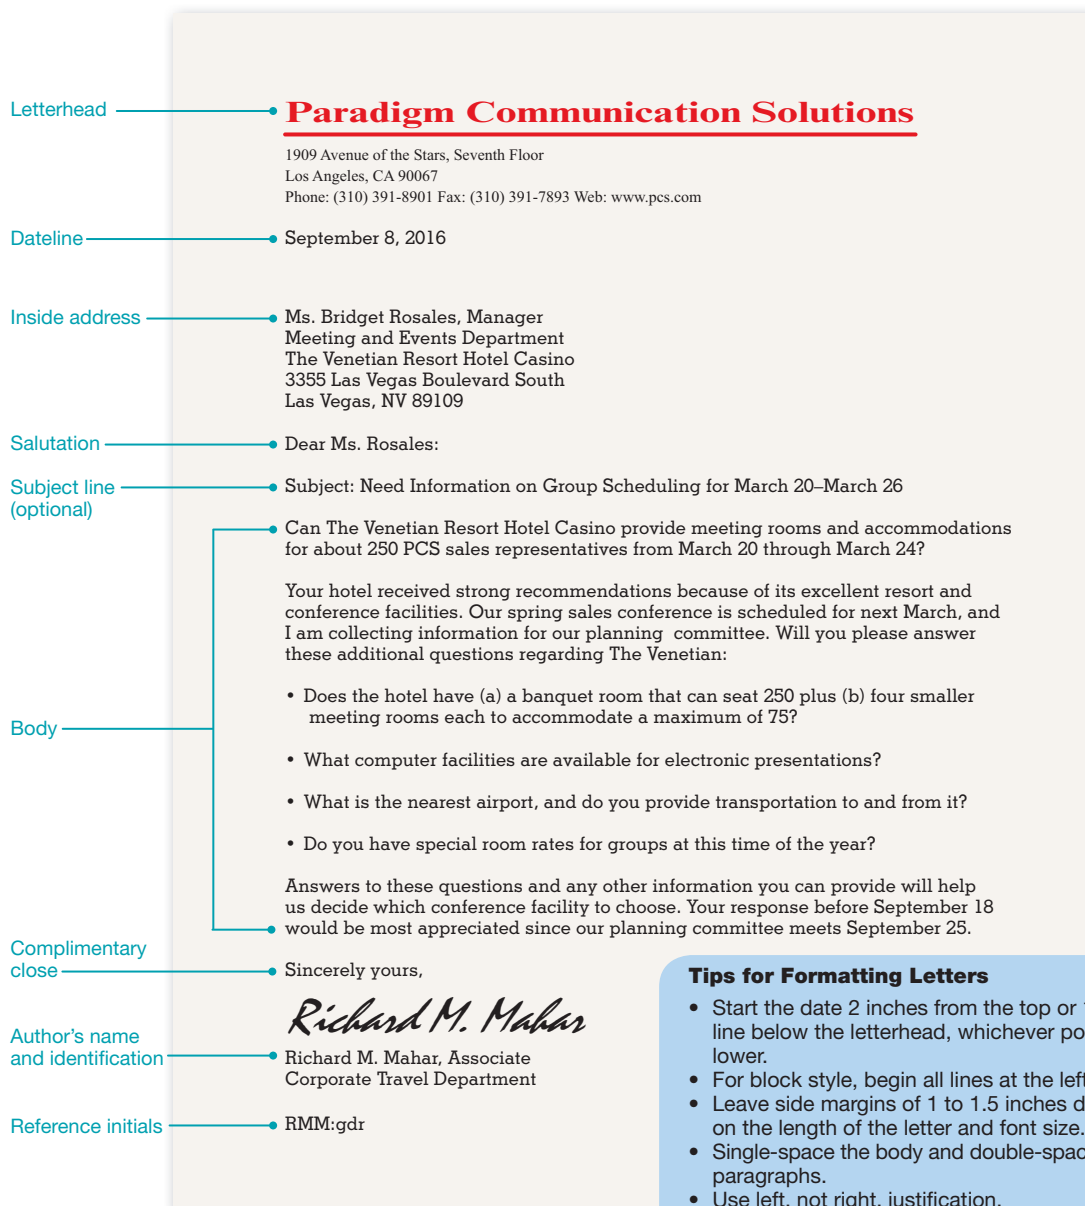 Letterhead
Paradigm Communication Solutions
1909 Avenue of the Stars, Seventh Floor
Los Angeles, CA 90067
Phone: (310) 391-8901 Fax: (310) 391-7893 Web: www.pcs.com
Dateline
September 8, 2016
Inside address
Ms. Bridget Rosales, Manager
Meeting and Events Department
The Venetian Resort Hotel Casino
3355 Las Vegas Boulevard South
Las Vegas, NV 89109
Salutation
Dear Ms. Rosales:
Subject line
(optional)
Subject: Need Information on Group Scheduling for March 20–March 26
Body
Can The Venetian Resort Hotel Casino provide meeting rooms and accommodations
for about 250 PCS sales representatives from March 20 through March 24?
Your hotel received strong recommendations because of its excellent resort and
conference facilities. Our spring sales conference is scheduled for next March, and
I am collecting information for our planning committee. Will you please answer
these additional questions regarding The Venetian:
• Does the hotel have (a) a banquet room that can seat 250 plus (b) four smaller
meeting rooms each to accommodate a maximum of 75?
• What computer facilities are available for electronic presentations?
• What is the nearest airport, and do you provide transportation to and from it?
• Do you have special room rates for groups at this time of the year?
Answers to these questions and any other information you can provide will help
us decide which conference facility to choose. Your response before September 18
would be most appreciated since our planning committee meets September 25.
Complimentary
close
Sincerely yours,
Richard M. Mahar
Author's name
and identification
Richard M. Mahar, Associate
Corporate Travel Department
Reference initials
RMM:gdr
Tips for Formatting Letters
• Start the date 2 inches from the top or
line below the letterhead, whichever
lower.
• For block style, begin all lines at the left
• Leave side margins of 1 to 1.5 inches
on the length of the letter and font size.
• Single-space the body and
paragraphs.
• Use left, not right, justification.